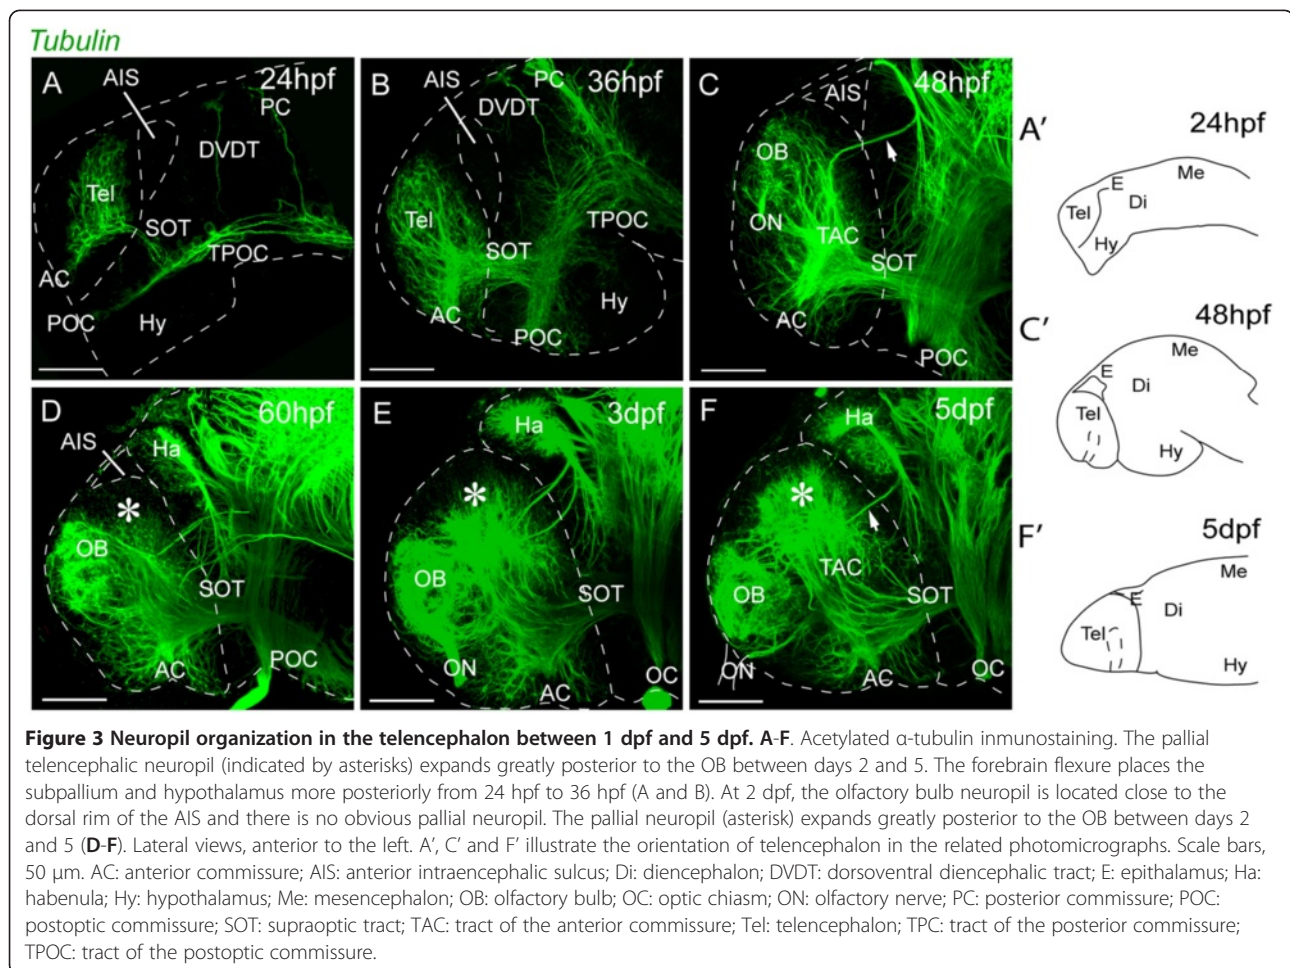 Tubulin
A
AIS
24hpf
PC
DVDT
Tel
SOT
TPOC
AC
POC
Hy
B
AIS
PC
36hpf
DVDT
Tel
TPOC
SOT
Hy
AC
POC
C
AIS
48hpf
OB
ON
TAC
SOT
AC
POC
A’
24hpf
Me
E
Tel
Di
Hy
C’
48hpf
Me
E
Di
Tel
Hy
D
60hpf
AIS
Ha
*
OB
SOT
AC
POC
E
3dpf
Ha
*
OB
SOT
ON
AC
OC
F
5dpf
Ha
*
TAC
OB
SOT
ON
AC
OC
F’
5dpf
Me
E
Di
Tel
Hy
Figure 3 Neuropil organization in the telencephalon between 1 dpf and 5 dpf. A-F. Acetylated α-tubulin inmunostaining. The pallial
telencephalic neuropil (indicated by asterisks) expands greatly posterior to the OB between days 2 and 5. The forebrain flexure places the
subpallium and hypothalamus more posteriorly from 24 hpf to 36 hpf (A and B). At 2 dpf, the olfactory bulb neuropil is located close to the
dorsal rim of the AIS and there is no obvious pallial neuropil. The pallial neuropil (asterisk) expands greatly posterior to the OB between days 2
and 5 (D-F). Lateral views, anterior to the left. A’, C’ and F’ illustrate the orientation of telencephalon in the related photomicrographs. Scale bars,
50 μm. AC: anterior commissure; AIS: anterior intraencephalic sulcus; Di: diencephalon; DVDT: dorsoventral diencephalic tract; E: epithalamus; Ha:
habenula; Hy: hypothalamus; Me: mesencephalon; OB: olfactory bulb; OC: optic chiasm; ON: olfactory nerve; PC: posterior commissure; POC:
postoptic commissure; SOT: supraoptic tract; TAC: tract of the anterior commissure; Tel: telencephalon; TPC: tract of the posterior commissure;
TPOC: tract of the postoptic commissure.